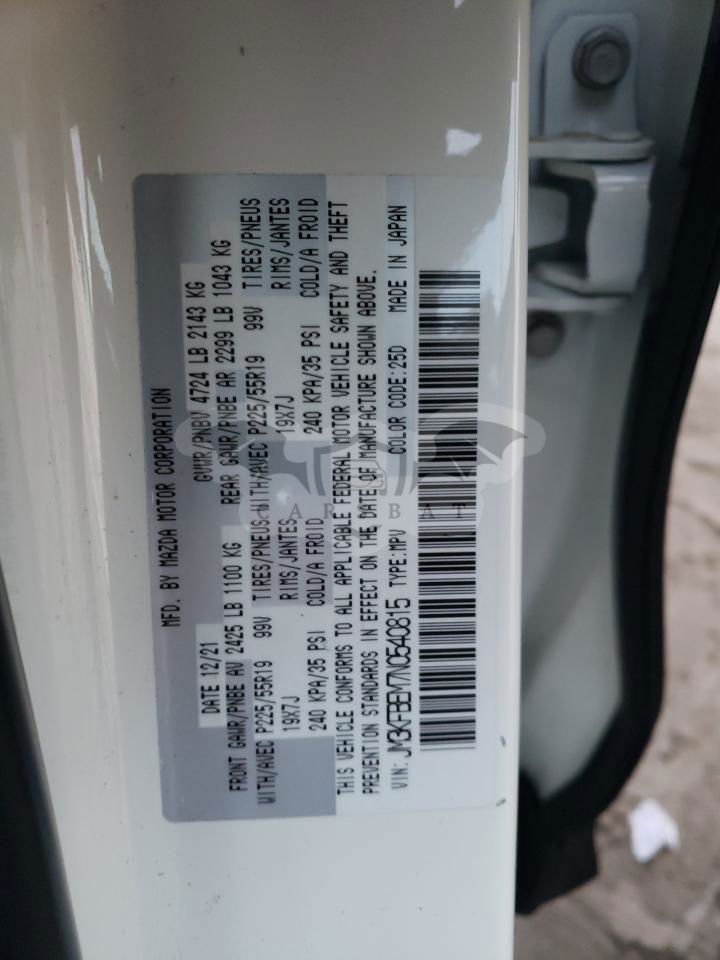 MFD. BY MAZDA MOTOR CORPORATION
DATE 12/21 GVWR/PNBV 4724 LB 2143 KG
FRONT GAWR/PNBE AV 2425 LB 1100 KG REAR GAWR/PNBE AR 2299 LB 1043 KG
WITH/AVEC P225/55R19 99V TIRES/PNEUS WITH/AVEC P225/55R19 99V TIRES/PNEUS
19X7J RIMS/JANTES 19X7J RIMS/JANTES
240 KPA/35 PSI COLD/A FROID 240 KPA/35 PSI COLD/A FROID
THIS VEHICLE CONFORMS TO ALL APPLICABLE FEDERAL MOTOR VEHICLE SAFETY AND THEFT
PREVENTION STANDARDS IN EFFECT ON THE DATE OF MANUFACTURE SHOWN ABOVE.
VIN: JM3KFBEM7N0540815 TYPE:MPV COLOR CODE:25D MADE IN JAPAN